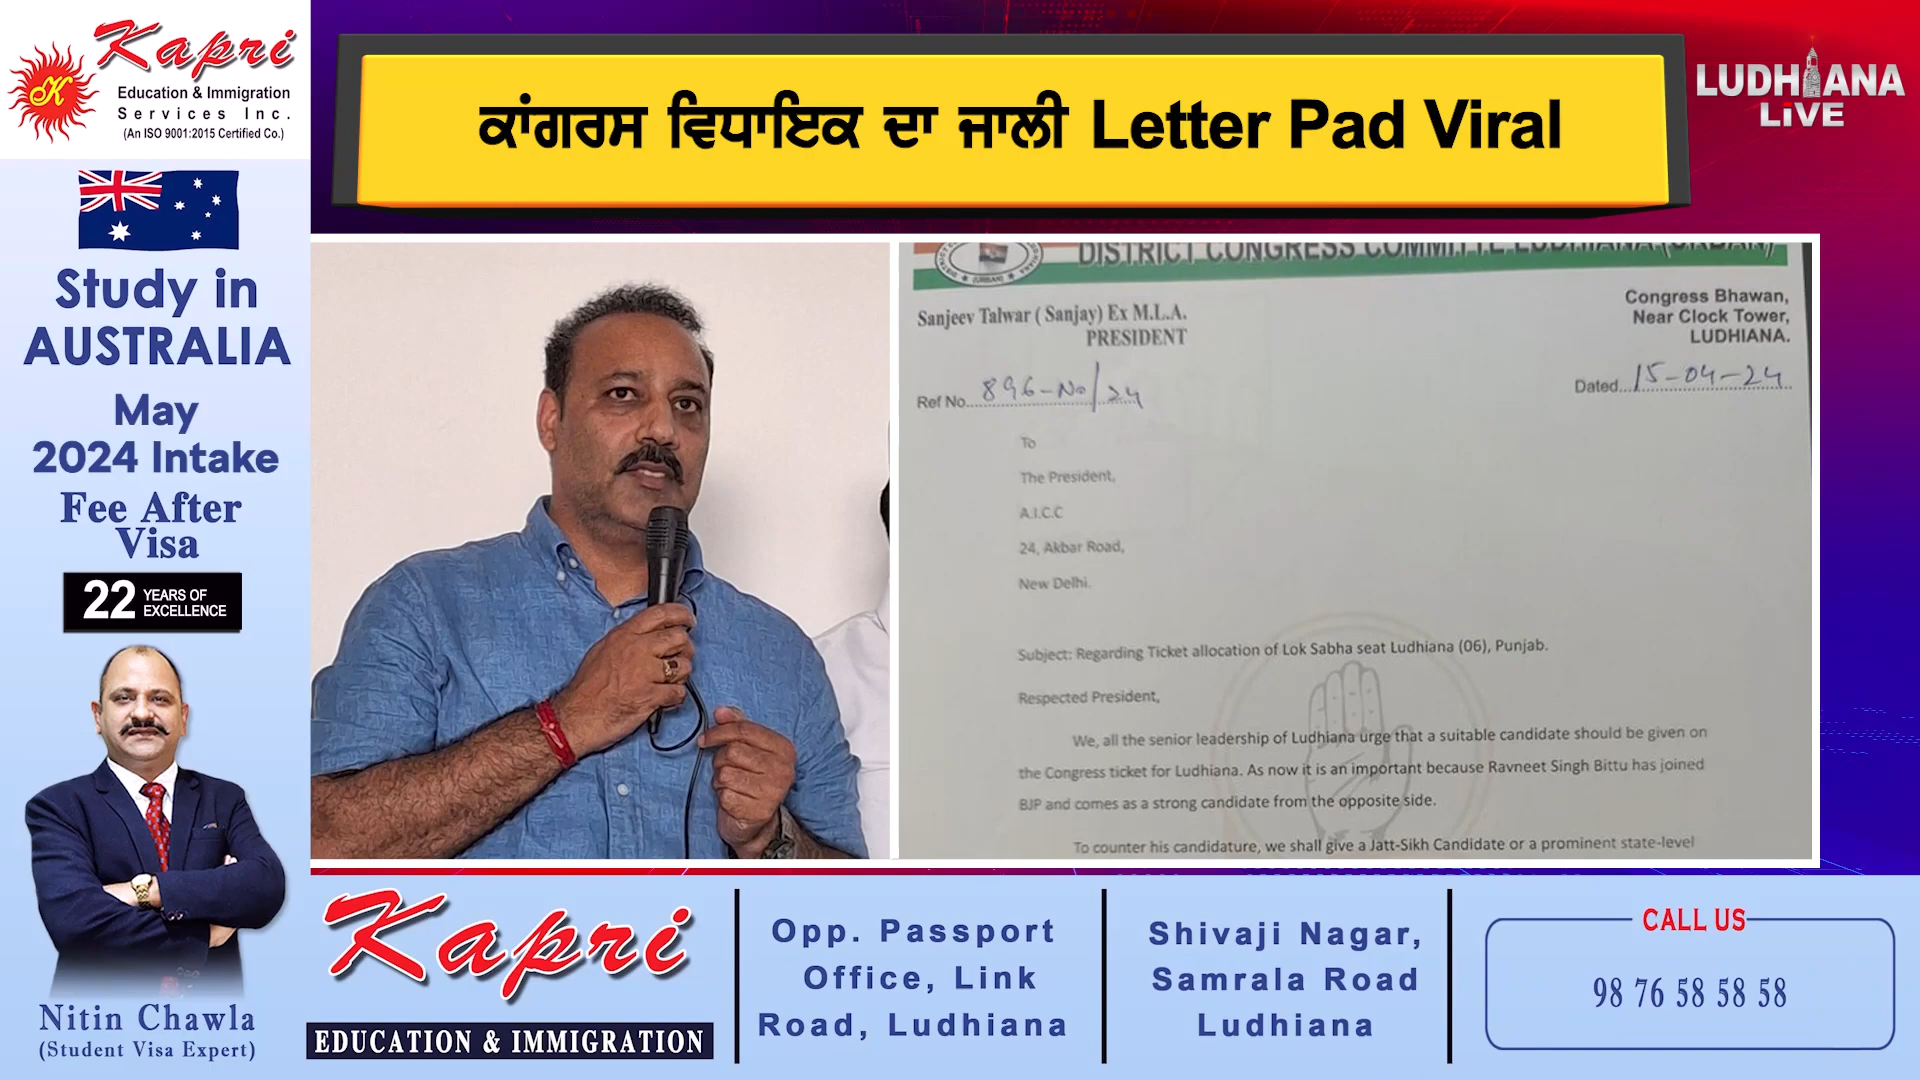 Kapri
Education & Immigration
Services Inc.
(An ISO 9001:2015 Certified Co.)
K
Study in
AUSTRALIA
May
2024 Intake
Fee After
Visa
22 YEARS OF
EXCELLENCE
Nitin Chawla
(Student Visa Expert)
ਕਾਂਗਰਸ ਵਿਧਾਇਕ ਦਾ ਜਾਲੀ Letter Pad Viral
LUDHIANA
LiVE
DISTRICT CONGRESS COMMITTEE LUDHIANA (URBAN)
Sanjeev Talwar ( Sanjay) Ex M.L.A.
PRESIDENT
Congress Bhawan,
Near Clock Tower,
LUDHIANA.
Ref No. 896-No/24
Dated 15-04-24
To
The President,
A.I.C.C
24, Akbar Road,
New Delhi.
Subject: Regarding Ticket allocation of Lok Sabha seat Ludhiana (06), Punjab.
Respected President,
We, all the senior leadership of Ludhiana urge that a suitable candidate should be given on
the Congress ticket for Ludhiana. As now it is an important because Ravneet Singh Bittu has joined
BJP and comes as a strong candidate from the opposite side.
To counter his candidature, we shall give a Jatt-Sikh Candidate or a prominent state-level
Kapri
EDUCATION & IMMIGRATION
Opp. Passport
Office, Link
Road, Ludhiana
Shivaji Nagar,
Samrala Road
Ludhiana
CALL US
98 76 58 58 58